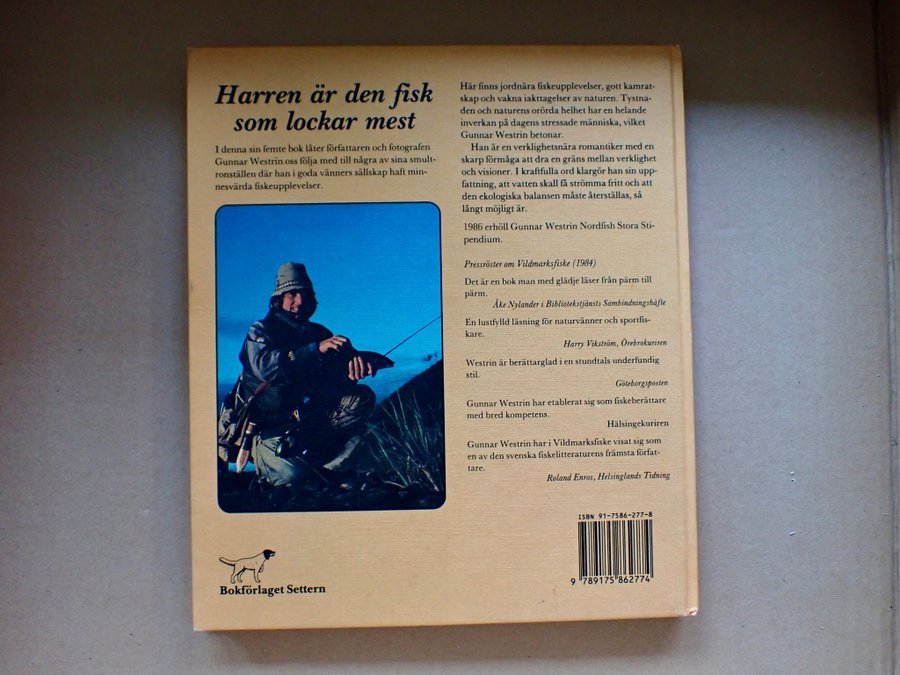 Harren är den fisk
som lockar mest
I denna sin femte bok låter författaren och fotografen
Gunnar Westrin oss följa med till några av sina smult-
ronställen där han i goda vänners sällskap haft min-
nesvärda fiskeupplevelser.
Bokförlaget Settern
Här finns jordnära fiskeupplevelser, gott kamrat-
skap och vakna iakttagelser av naturen. Tystna-
den och naturens orörda helhet har en helande
inverkan på dagens stressade människa, vilket
Gunnar Westrin betonar.
Han är en verklighetsnära romantiker med en
skarp förmåga att dra en gräns mellan verklighet
och visioner. I kraftfulla ord klargör han sin upp-
fattning, att vatten skall få strömma fritt och att
den ekologiska balansen måste återställas, så
långt möjligt är.
1986 erhöll Gunnar Westrin Nordfish Stora Sti-
pendium.
Pressröster om Vildmarksfiske (1984)
Det är en bok man med glädje läser från pärm till
pärm.
Åke Nylander i Bibliotekstjänsts Sambindningshäfte
En lustfylld läsning för naturvänner och sportfis-
kare.
Harry Vikström, Örebrokuriren
Westrin är berättarglad i en stundtals underfundig
stil.
Göteborgsposten
Gunnar Westrin har etablerat sig som fiskeberättare
med bred kompetens.
Hälsingekuriren
Gunnar Westrin har i Vildmarksfiske visat sig som
en av den svenska fiskelitteraturens främsta förfat-
tare.
Roland Enros, Helsinglands Tidning
ISBN 91-7586-277-8
9 789175 862774